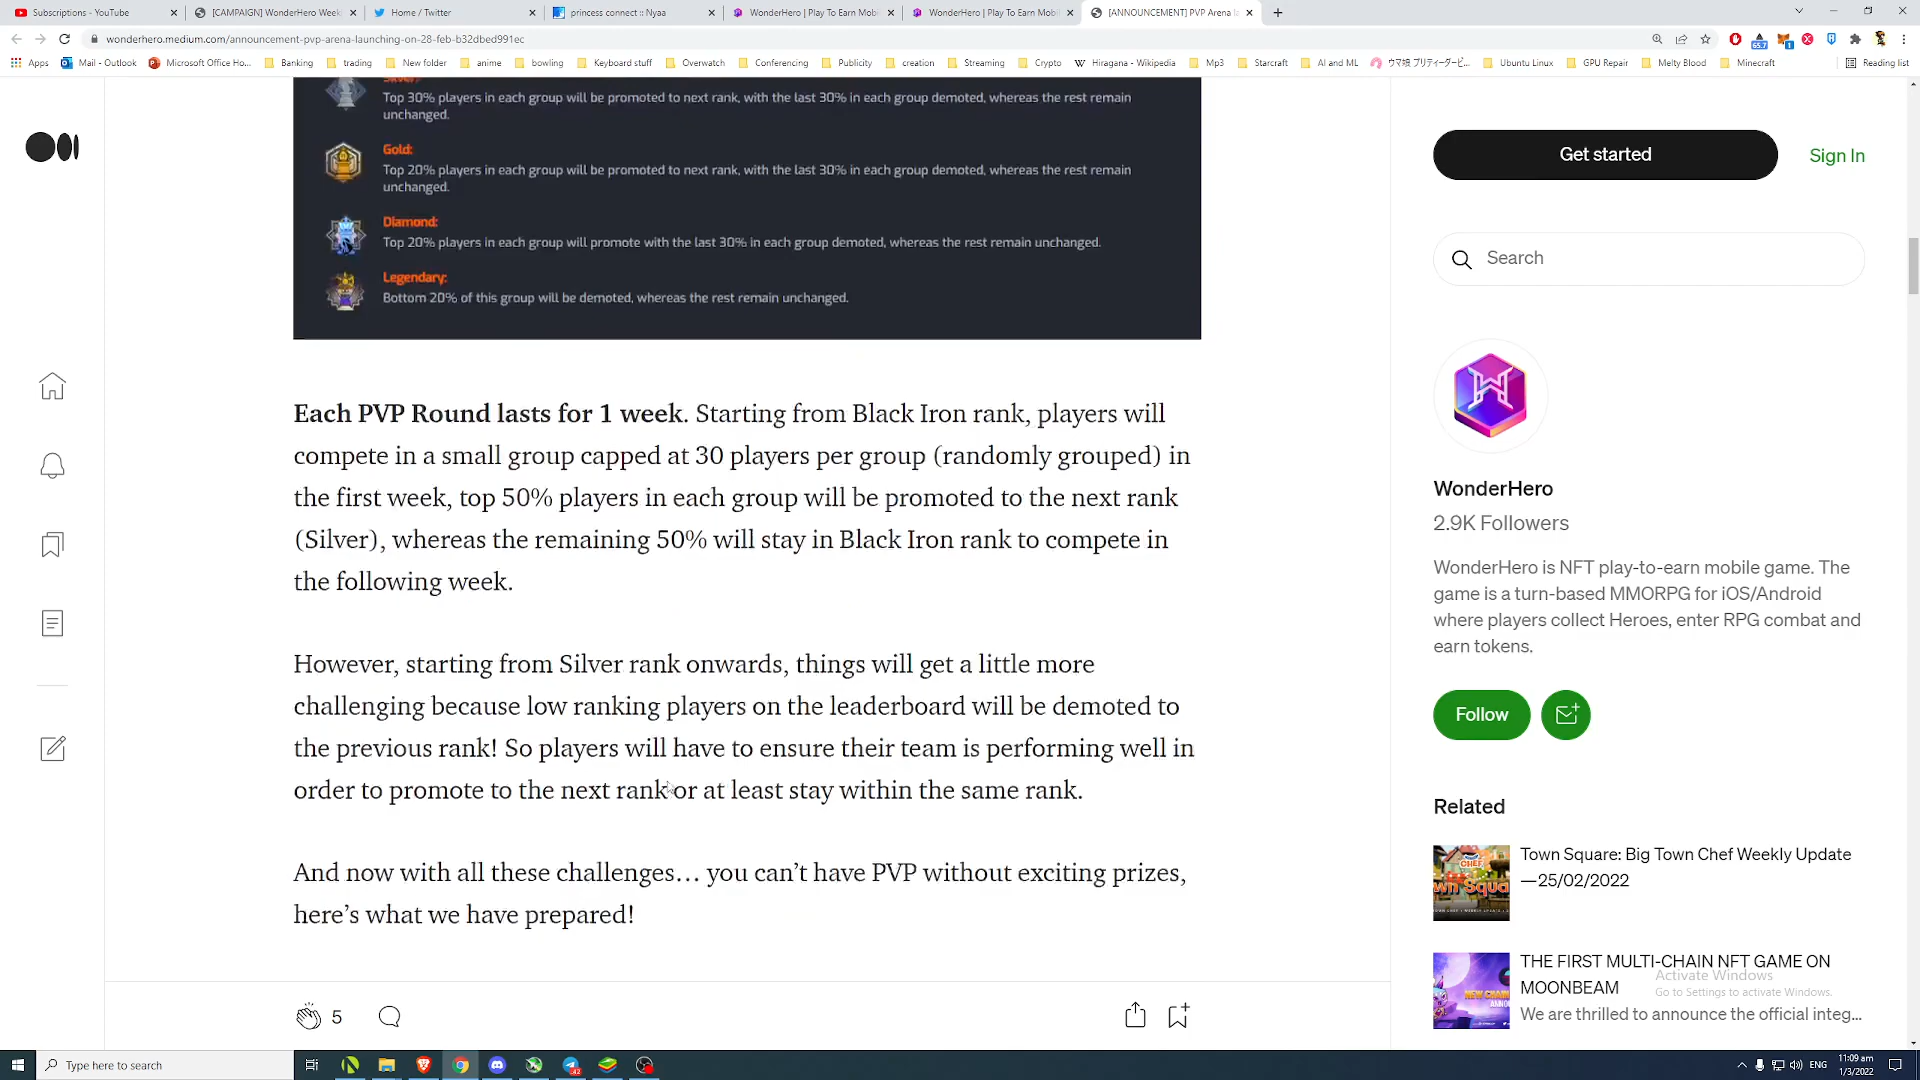 Subscriptions - YouTube
[CAMPAIGN] WonderHero Week
Home / Twitter
princess connect :: Nyaa
WonderHero | Play To Earn Mobi
WonderHero | Play To Earn Mobi
[ANNOUNCEMENT] PVP Arena l
wonderhero.medium.com/announcement-pvp-arena-launching-on-28-feb-b32dbed991ec
Apps
Mail - Outlook
Microsoft Office Ho...
Banking
trading
New folder
anime
bowling
Keyboard stuff
Overwatch
Conferencing
Publicity
creation
Streaming
Crypto
Hiragana - Wikipedia
Mp3
Starcraft
AI and ML
ウマ娘 プリティーダービ...
Ubuntu Linux
GPU Repair
Melty Blood
Minecraft
Reading list
Top 30% players in each group will be promoted to next rank, with the last 30% in each group demoted, whereas the rest remain
unchanged.
Gold:
Top 20% players in each group will be promoted to next rank, with the last 30% in each group demoted, whereas the rest remain
unchanged.
Diamond:
Top 20% players in each group will promote with the last 30% in each group demoted, whereas the rest remain unchanged.
Legendary:
Bottom 20% of this group will be demoted, whereas the rest remain unchanged.
Each PVP Round lasts for 1 week. Starting from Black Iron rank, players will
compete in a small group capped at 30 players per group (randomly grouped) in
the first week, top 50% players in each group will be promoted to the next rank
(Silver), whereas the remaining 50% will stay in Black Iron rank to compete in
the following week.
However, starting from Silver rank onwards, things will get a little more
challenging because low ranking players on the leaderboard will be demoted to
the previous rank! So players will have to ensure their team is performing well in
order to promote to the next rank or at least stay within the same rank.
And now with all these challenges… you can't have PVP without exciting prizes,
here's what we have prepared!
5
Get started
Sign In
Search
WonderHero
2.9K Followers
WonderHero is NFT play-to-earn mobile game. The
game is a turn-based MMORPG for iOS/Android
where players collect Heroes, enter RPG combat and
earn tokens.
Follow
Related
Town Square: Big Town Chef Weekly Update
—25/02/2022
THE FIRST MULTI-CHAIN NFT GAME ON
MOONBEAM
We are thrilled to announce the official integ...
Activate Windows
Go to Settings to activate Windows.
Type here to search
ENG
11:09 am
1/3/2022